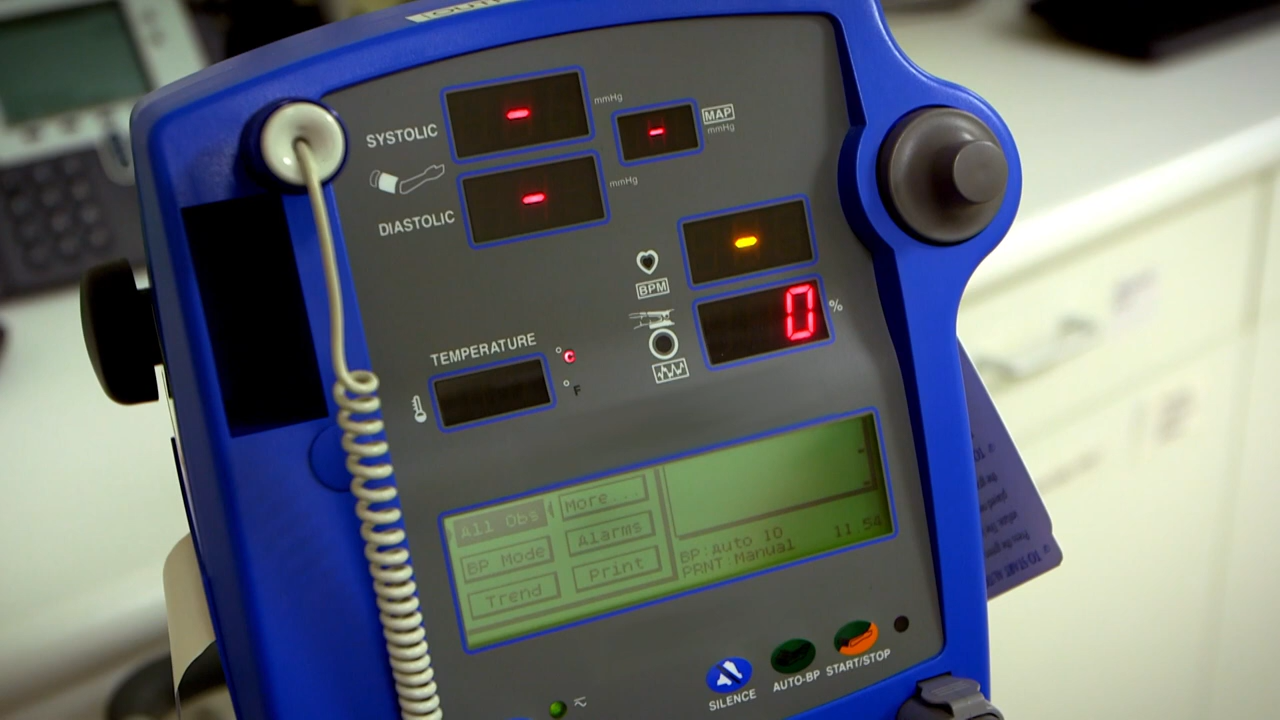 mmHg
SYSTOLIC
-
-
MAP
mmHg
DIASTOLIC
-
mmHg
-
BPM
0 %
TEMPERATURE
°C
°F
All Obs
More...
BP Mode
Alarms
Trend
Print
BP:Auto 10
PRNT Manual
11.54
SILENCE
AUTO-BP
START/STOP